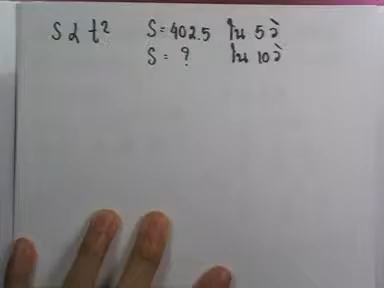 S α t² S = 402.5 ใน 5 วิ
S = ? ใน 10 วิ